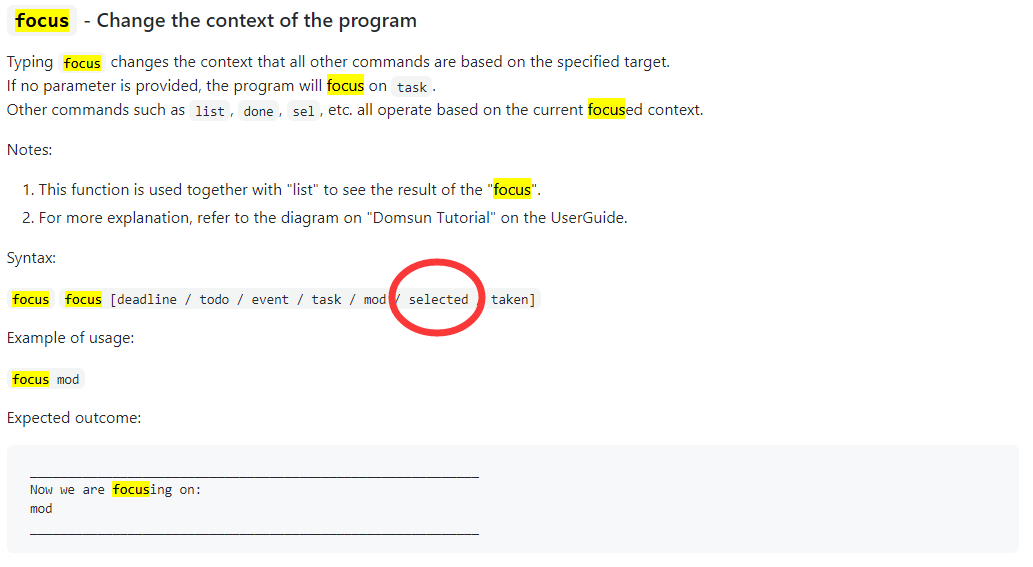 focus - Change the context of the program
Typing focus changes the context that all other commands are based on the specified target.
If no parameter is provided, the program will focus on task .
Other commands such as list , done , sel , etc. all operate based on the current focused context.
Notes:
1. This function is used together with "list" to see the result of the "focus".
2. For more explanation, refer to the diagram on "Domsun Tutorial" on the UserGuide.
Syntax:
focus focus [deadline / todo / event / task / mod / selected / taken]
Example of usage:
focus mod
Expected outcome:
____________________________________________________________
Now we are focusing on:
mod
____________________________________________________________